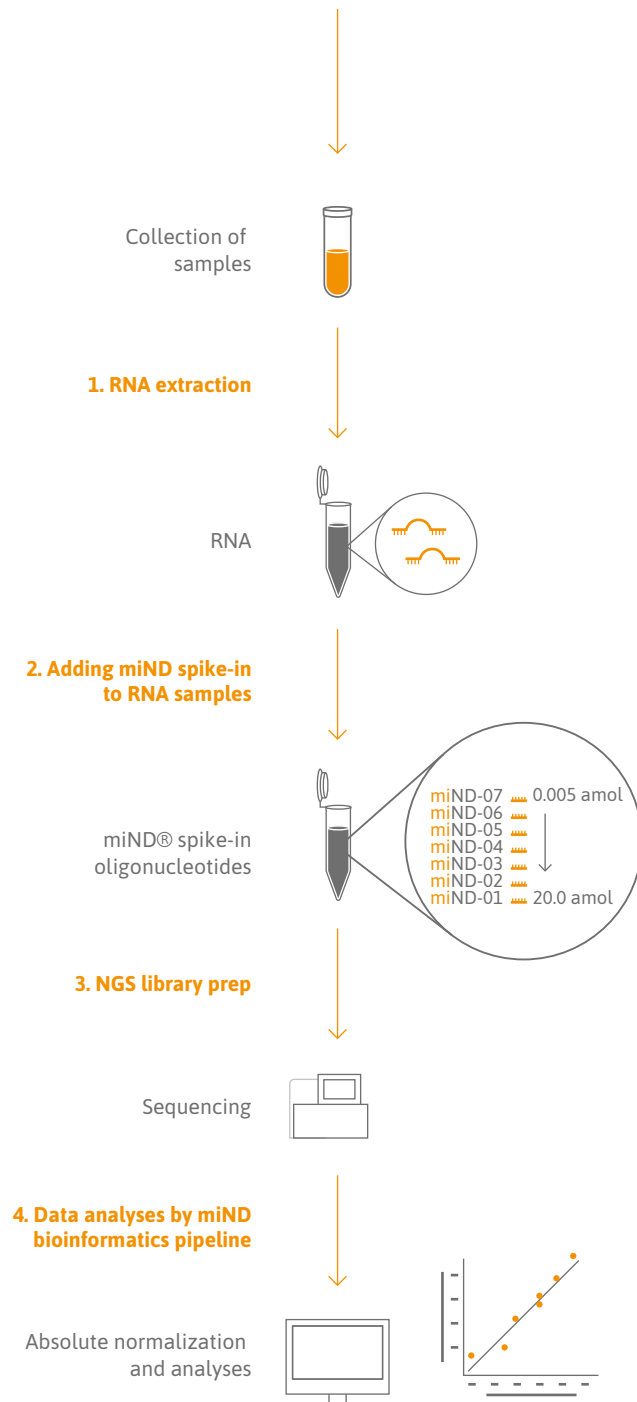 Collection of
samples
1. RNA extraction
RNA
2. Adding miND spike-in
to RNA samples
miND® spike-in
oligonucleotides
miND-07 0.005 amol
miND-06
miND-05
miND-04
miND-03
miND-02
miND-01 20.0 amol
3. NGS library prep
Sequencing
4. Data analyses by miND
bioinformatics pipeline
Absolute normalization
and analyses